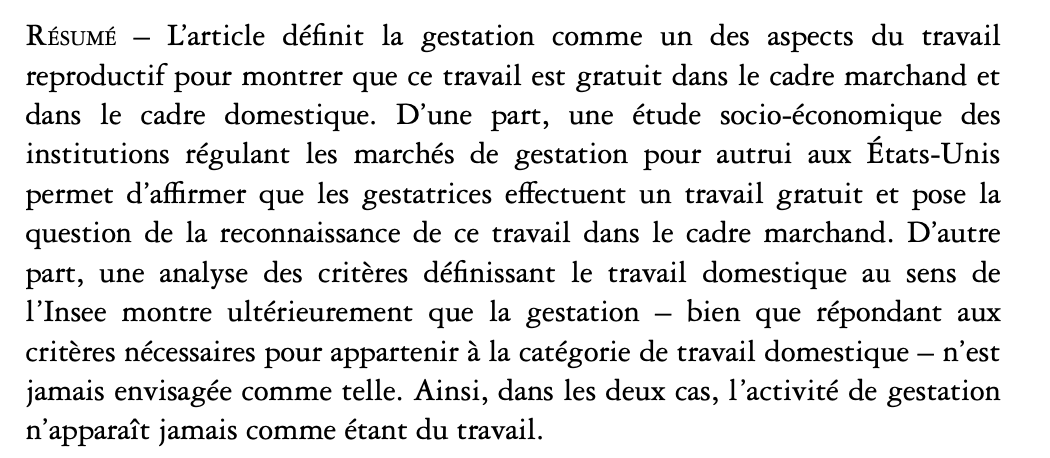 RÉSUMÉ – L’article définit la gestation comme un des aspects du travail
reproductif pour montrer que ce travail est gratuit dans le cadre marchand et
dans le cadre domestique. D’une part, une étude socio-économique des
institutions régulant les marchés de gestation pour autrui aux États-Unis
permet d’affirmer que les gestatrices effectuent un travail gratuit et pose la
question de la reconnaissance de ce travail dans le cadre marchand. D’autre
part, une analyse des critères définissant le travail domestique au sens de
l’Insee montre ultérieurement que la gestation – bien que répondant aux
critères nécessaires pour appartenir à la catégorie de travail domestique – n’est
jamais envisagée comme telle. Ainsi, dans les deux cas, l’activité de gestation
n’apparaît jamais comme étant du travail.